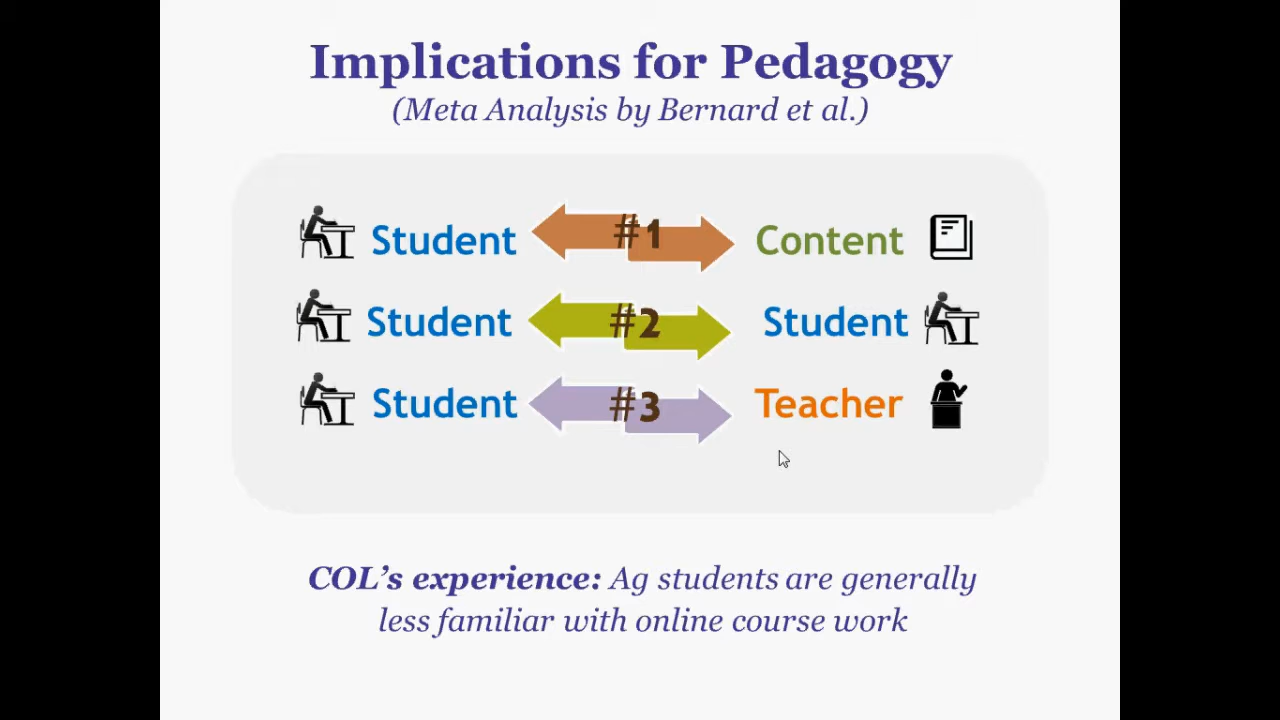 Implications for Pedagogy
(Meta Analysis by Bernard et al.)
Student #1 Content
Student #2 Student
Student #3 Teacher
COL’s experience: Ag students are generally
less familiar with online course work